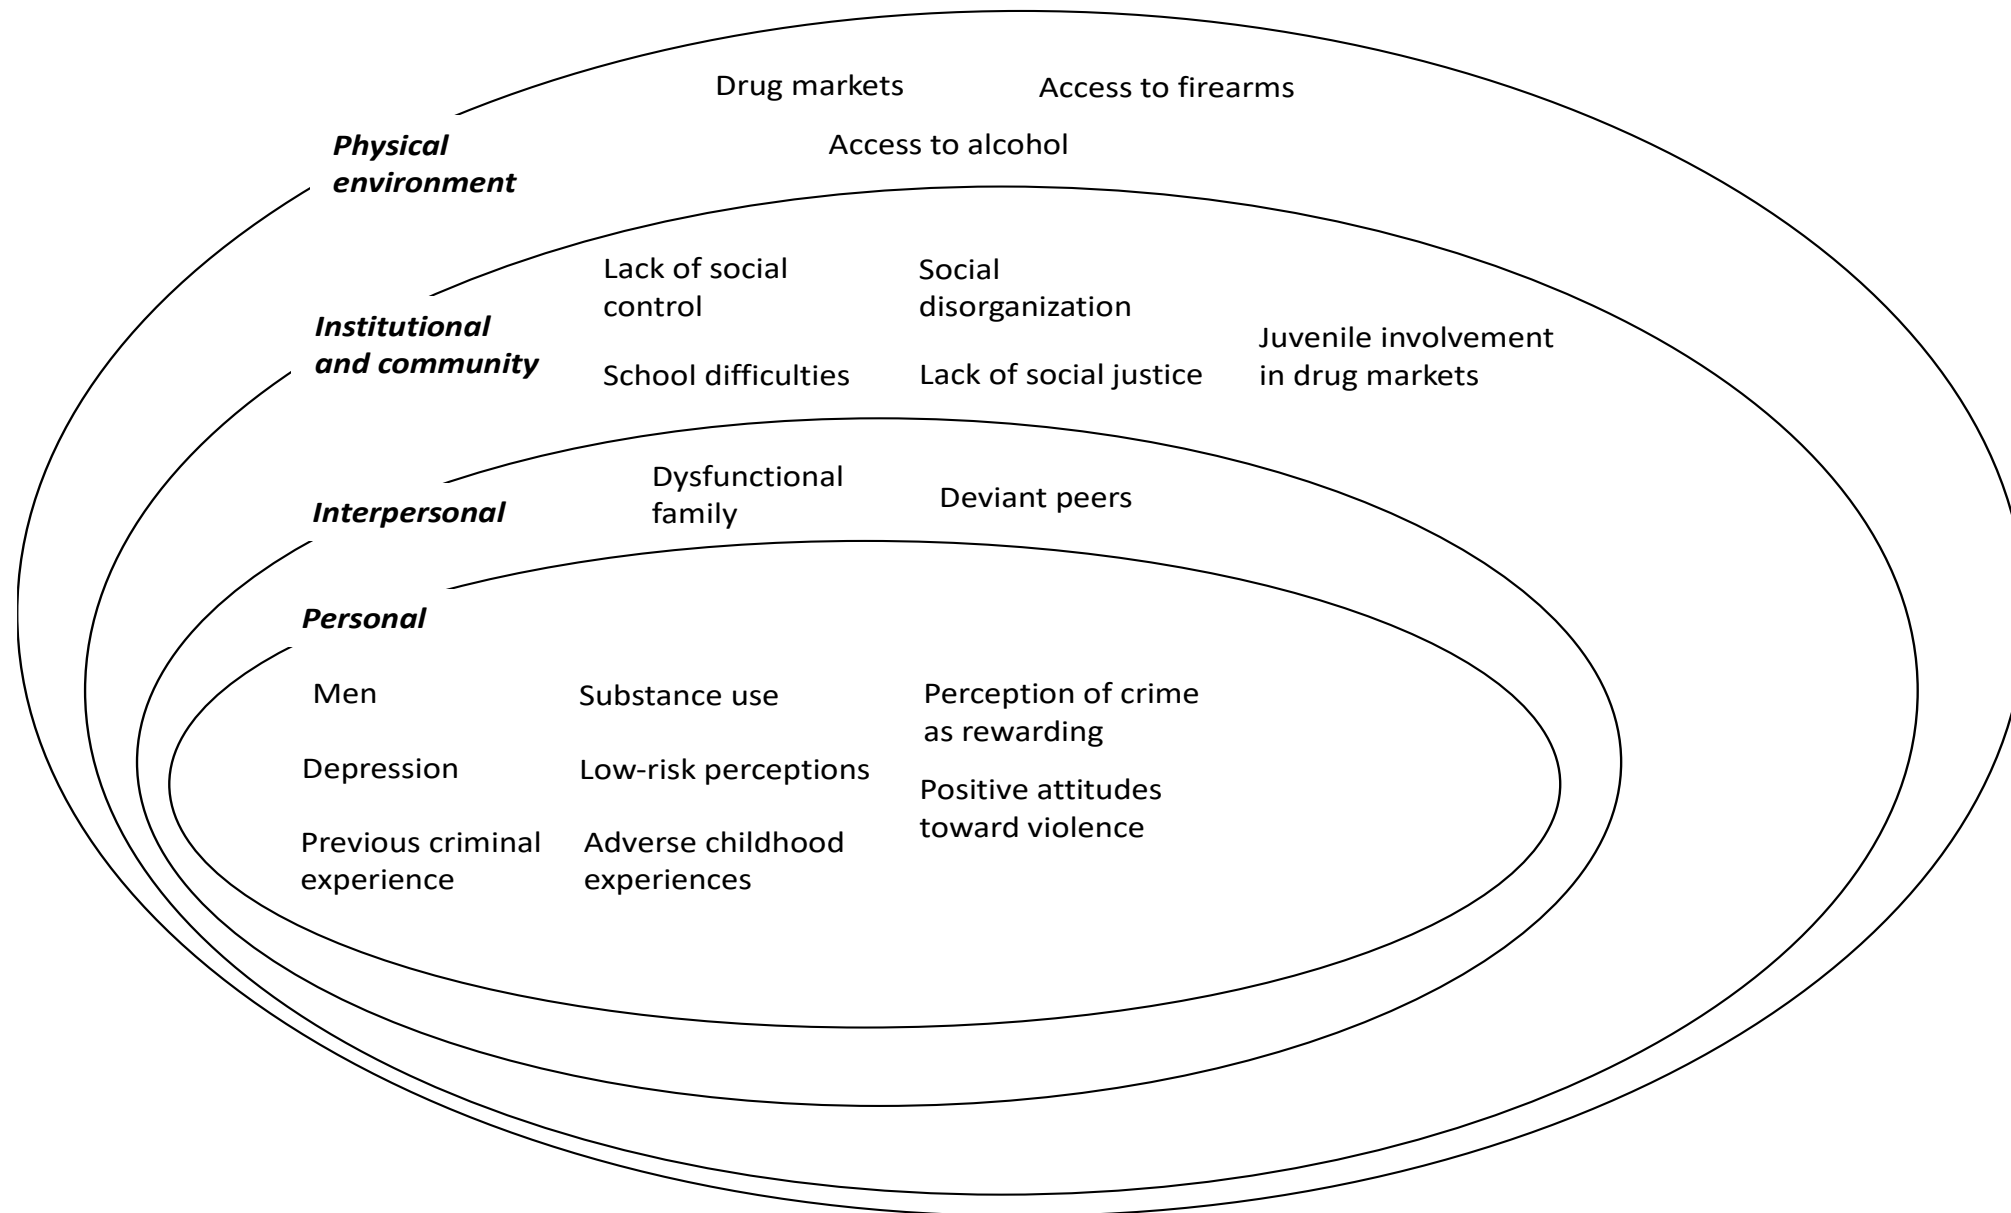 Drug markets
Access to firearms
Access to alcohol
Physical
environment
Lack of social
control
Social
disorganization
Institutional
and community
School difficulties
Lack of social justice
Juvenile involvement
in drug markets
Interpersonal
Dysfunctional
family
Deviant peers
Personal
Men
Substance use
Perception of crime
as rewarding
Depression
Low-risk perceptions
Positive attitudes
toward violence
Previous criminal
experience
Adverse childhood
experiences